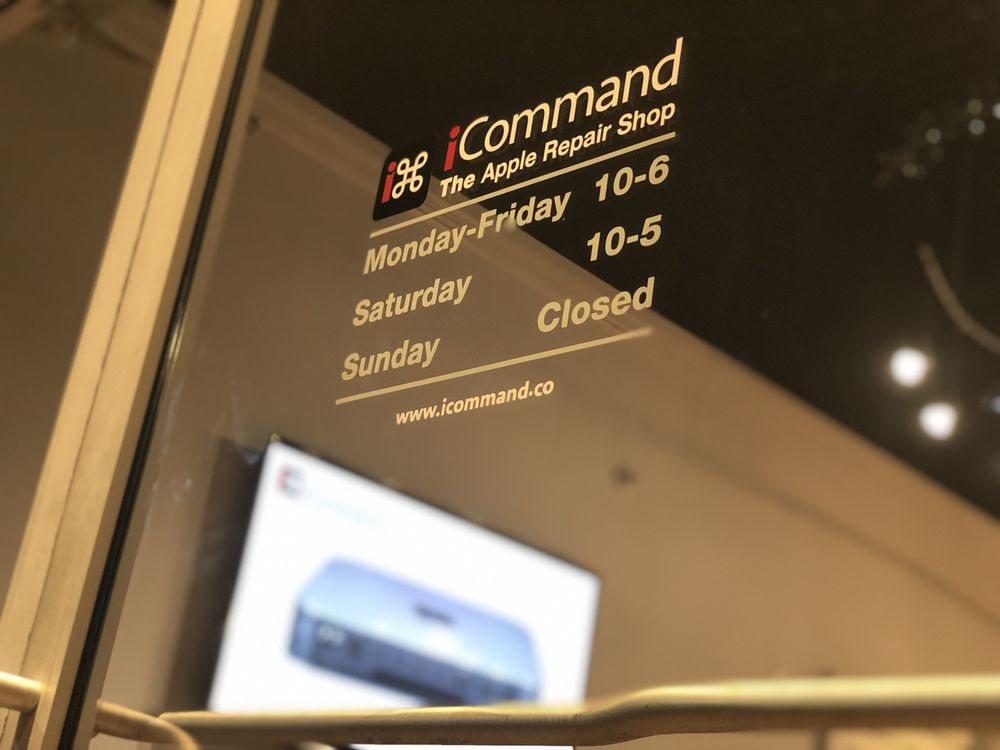 iCommand
The Apple Repair Shop
Monday-Friday 10-6
Saturday 10-5
Sunday Closed
www.icommand.co